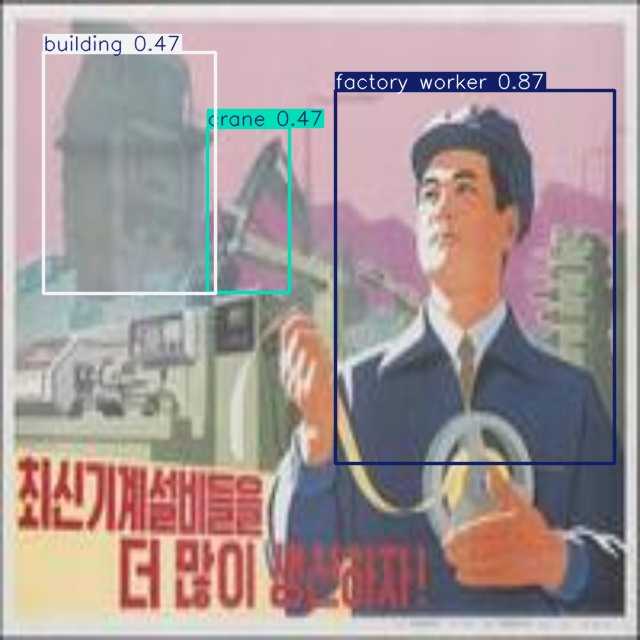 building 0.47
crane 0.47
factory worker 0.87
최신기계설비들을
더 많이 생산하자!